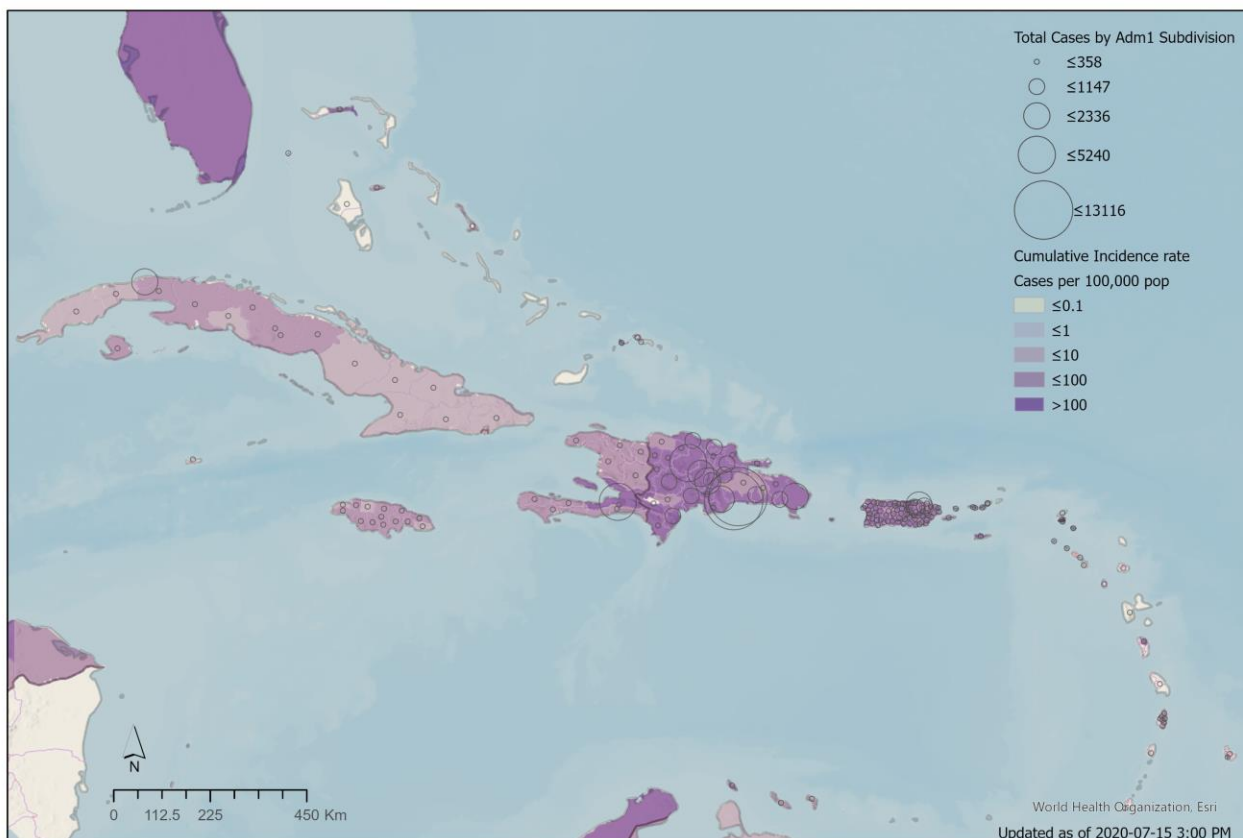 Total Cases by Adm1 Subdivision
≤358
≤1147
≤2336
≤5240
≤13116
Cumulative Incidence rate
Cases per 100,000 pop
≤0.1
≤1
≤10
≤100
>100
N
0 112.5 225 450 Km
World Health Organization, Esri
Updated as of 2020-07-15 3:00 PM